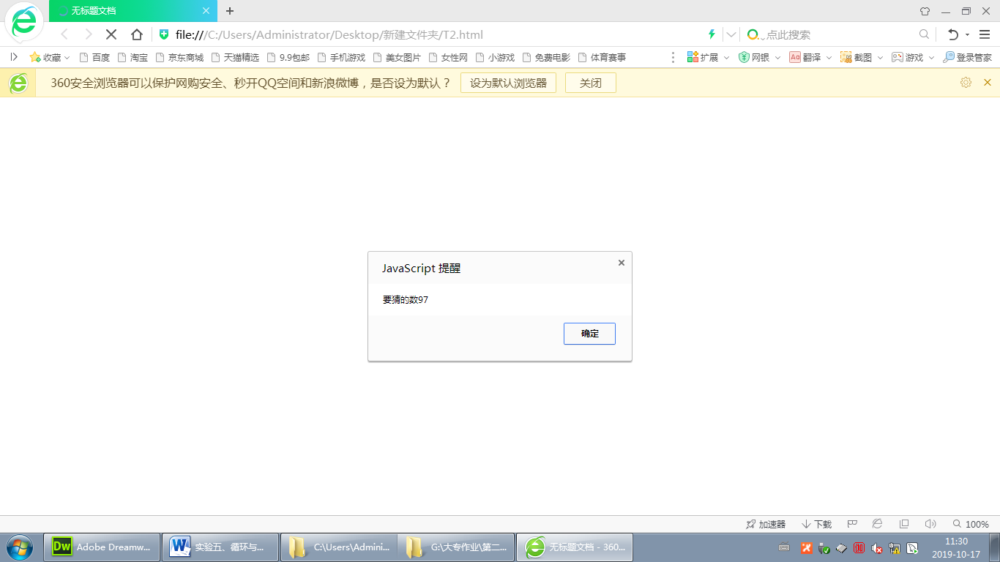 无标题文档
file:///C:/Users/Administrator/Desktop/新建文件夹/T2.html
点此搜索
收藏 百度 淘宝 京东商城 天猫精选 9.9包邮 手机游戏 美女图片 女性网 小游戏 免费电影 体育赛事 扩展 网银 Aa 翻译 截图 游戏 登录管家
360安全浏览器可以保护网购安全、秒开QQ空间和新浪微博，是否设为默认？ 设为默认浏览器 关闭
JavaScript 提醒
要猜的数97
确定
加速器 下载 100%
Dw Adobe Dreamw... 实验五、循环与... C:\Users\Admini... G:\大专作业\第二... 无标题文档 - 360...
11:30
2019-10-17